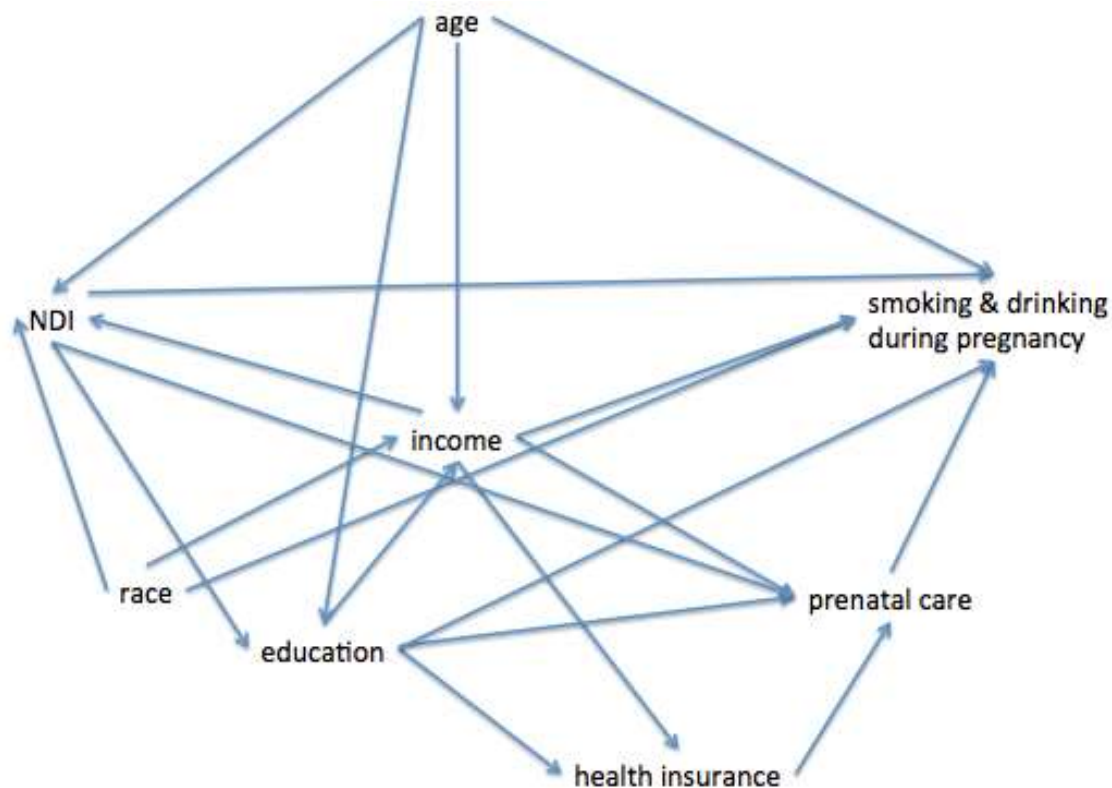 age
NDI
smoking & drinking
during pregnancy
income
race
prenatal care
education
health insurance